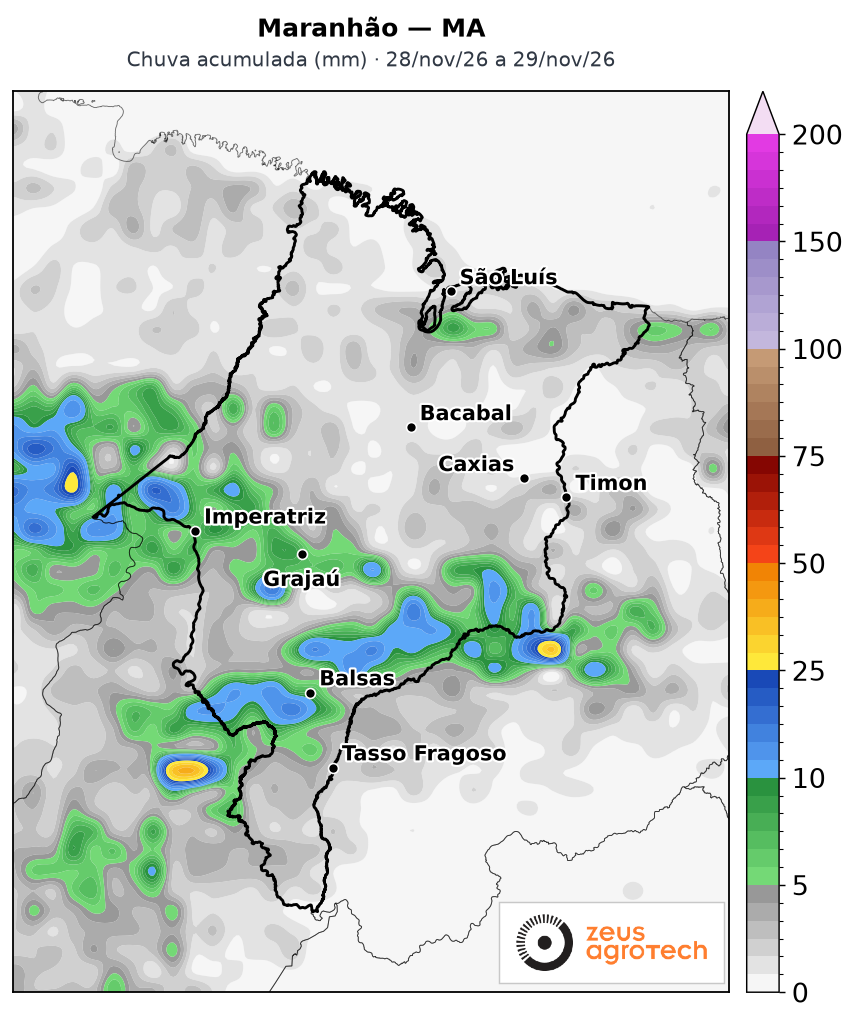 Maranhão — MA
Chuva acumulada (mm) · 28/nov/26 a 29/nov/26
200
150
100
75
50
25
10
5
0
São Luís
Bacabal
Caxias
Timon
Imperatriz
Grajaú
Balsas
Tasso Fragoso
zeus
agrotech